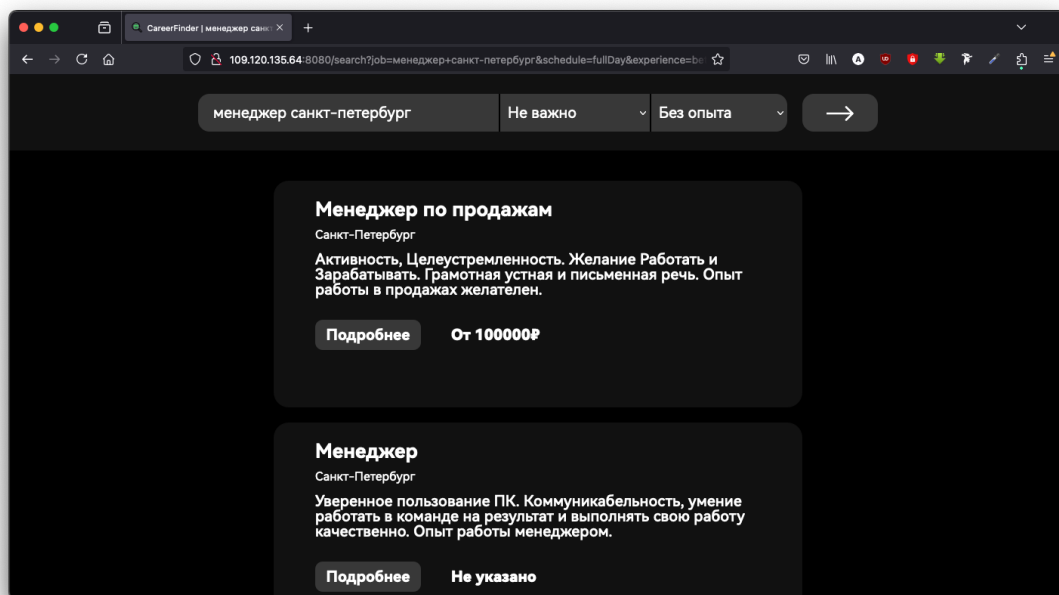 CareerFinder | менеджер санк
109.120.135.64:8080/search?job=менеджер+санкт-петербург&schedule=fullDay&experience=be
менеджер санкт-петербург
Не важно
Без опыта
Менеджер по продажам
Санкт-Петербург
Активность, Целеустремленность. Желание Работать и
Зарабатывать. Грамотная устная и письменная речь. Опыт
работы в продажах желателен.
Подробнее
От 100000₽
Менеджер
Санкт-Петербург
Уверенное пользование ПК. Коммуникабельность, умение
работать в команде на результат и выполнять свою работу
качественно. Опыт работы менеджером.
Подробнее
Не указано